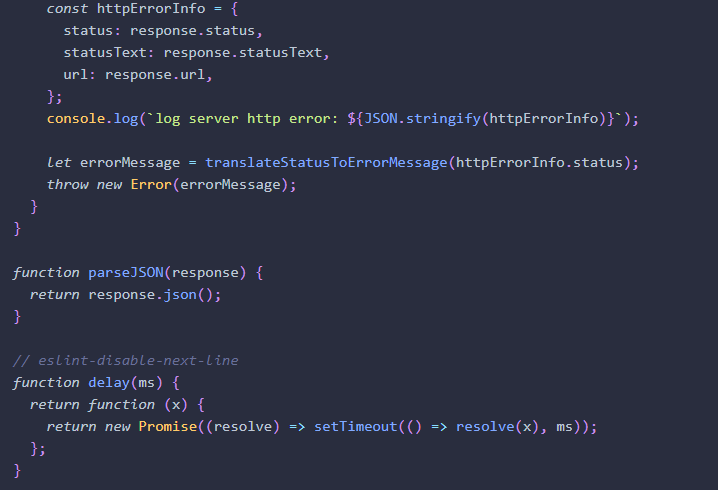 const httpErrorInfo = {
status: response.status,
statusText: response.statusText,
url: response.url,
};
console.log(`log server http error: ${JSON.stringify(httpErrorInfo)}`);
let errorMessage = translateStatusToErrorMessage(httpErrorInfo.status);
throw new Error(errorMessage);
}
}
function parseJSON(response) {
return response.json();
}
// eslint-disable-next-line
function delay(ms) {
return function (x) {
return new Promise((resolve) => setTimeout(() => resolve(x), ms));
};
}